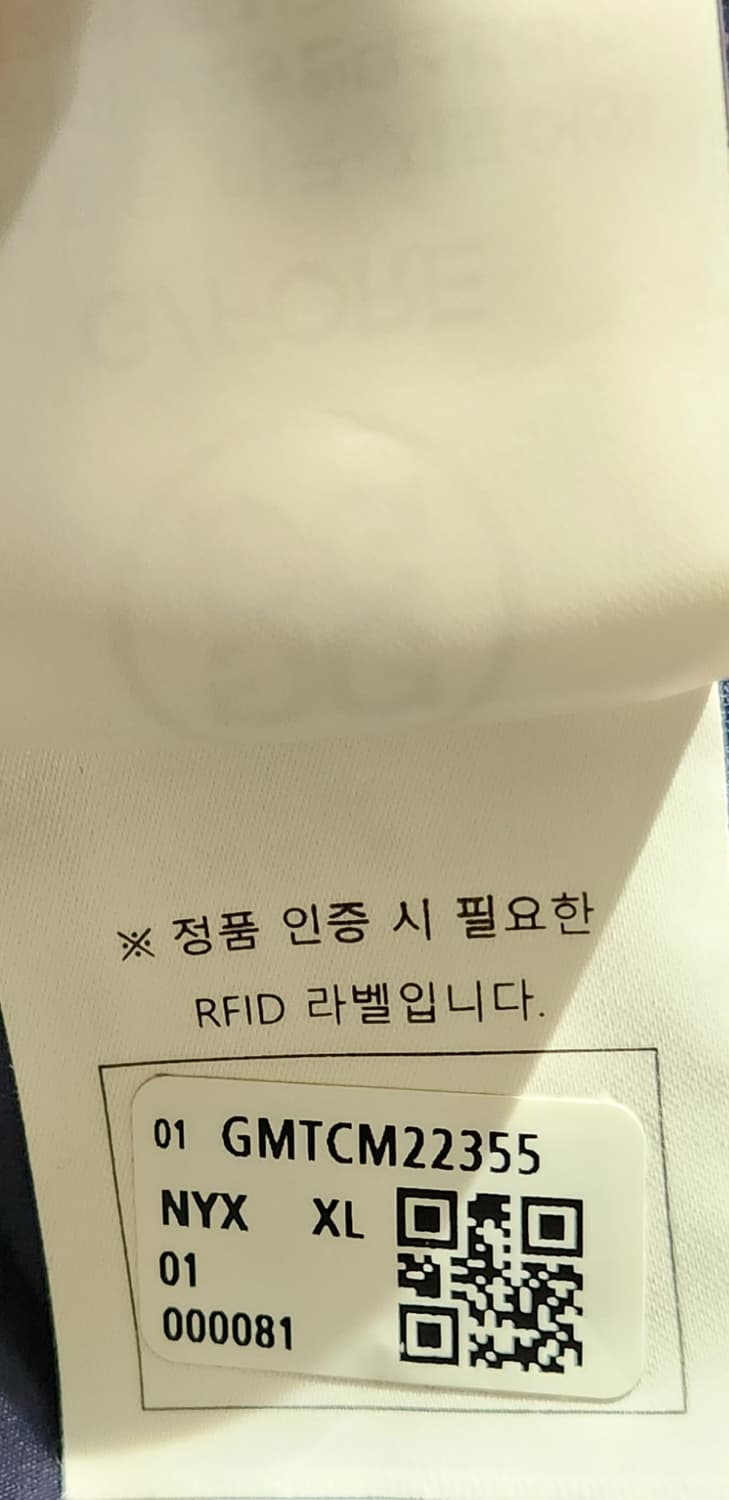 ※ 정품 인증 시 필요한
RFID 라벨입니다.
01 GMTCM22355
NYX XL
01
000081